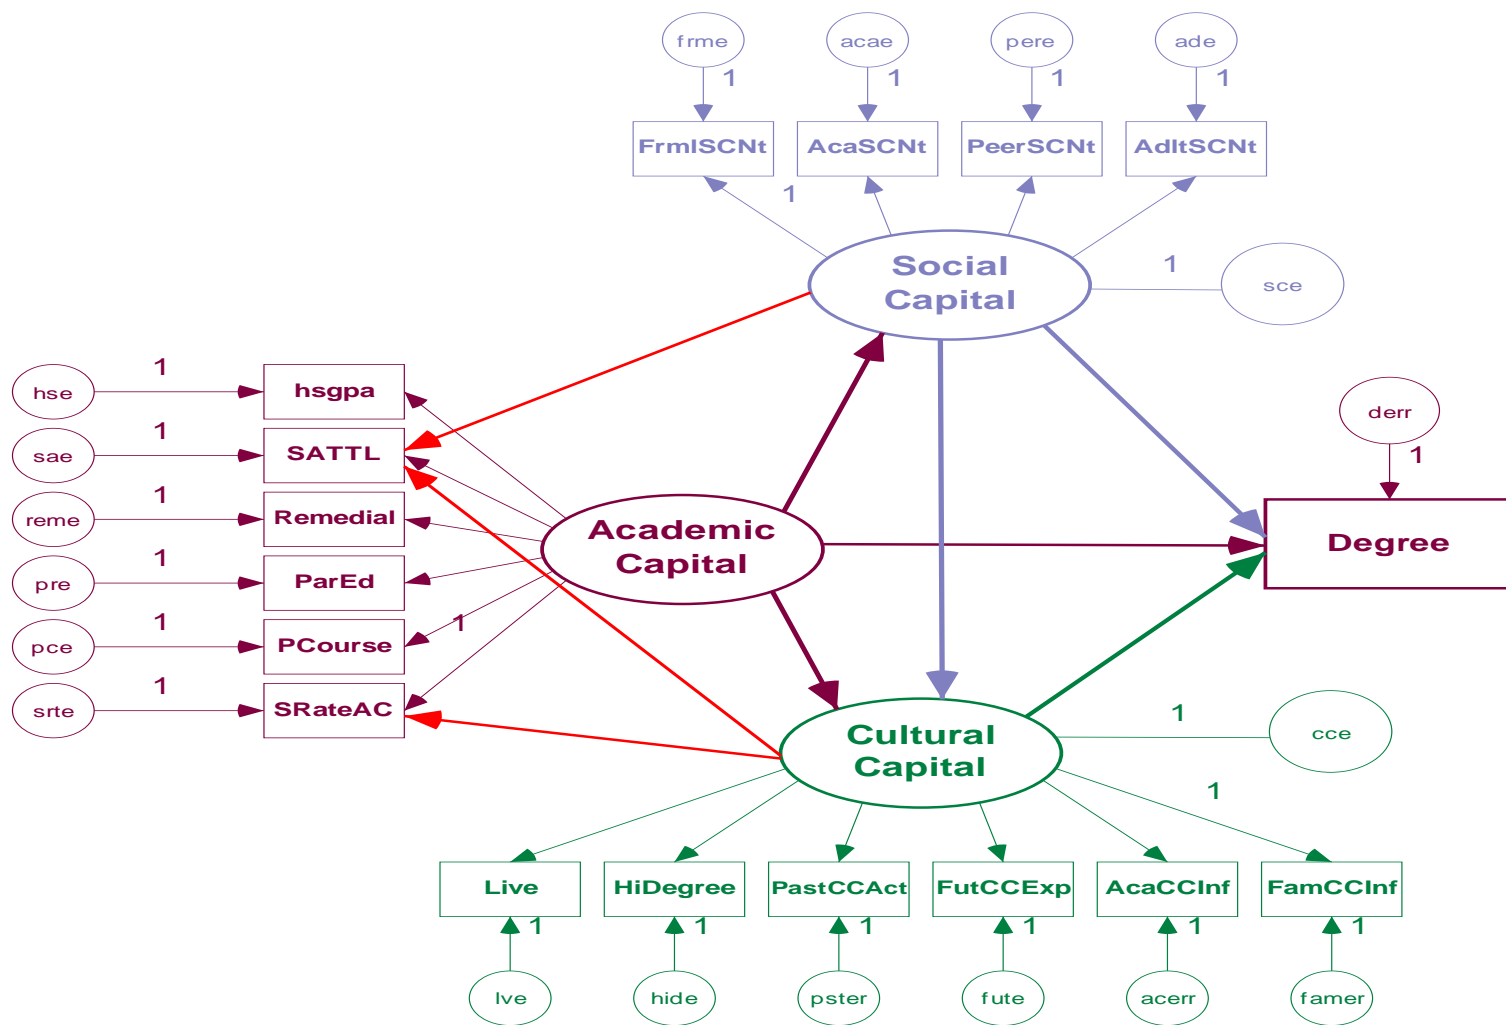 frme
acae
pere
ade
1
1
1
1
FrmlSCNt
AcaSCNt
PeerSCNt
AdltSCNt
1
Social
Capital
1
sce
hse
1
hsgpa
sae
1
SATTL
reme
1
Remedial
pre
1
ParEd
pce
1
PCourse
srte
1
SRateAC
1
Academic
Capital
derr
1
Degree
Cultural
Capital
1
cce
1
Live
HiDegree
PastCCAct
FutCCExp
AcaCCInf
FamCCInf
1
1
1
1
1
1
lve
hide
pster
fute
acerr
famer